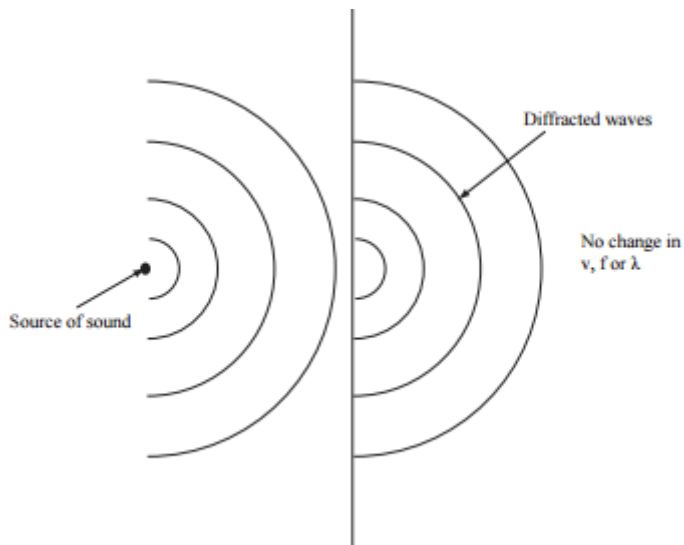 Diffracted waves
No change in
v, f or λ
Source of sound